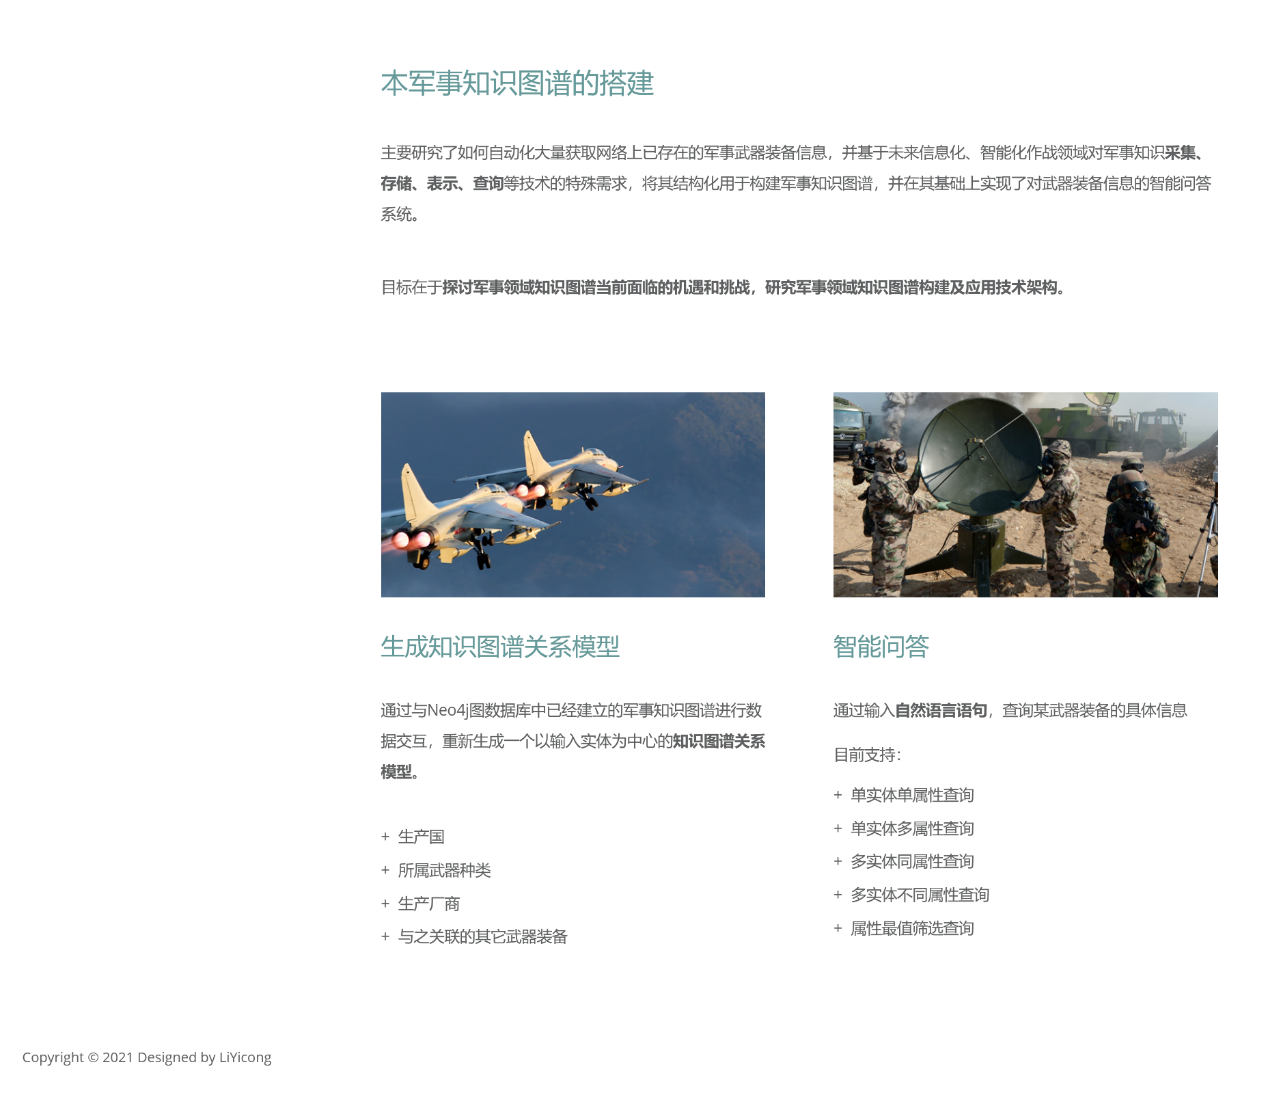 本军事知识图谱的搭建
主要研究了如何自动化大量获取网络上已存在的军事武器装备信息，并基于未来信息化、智能化作战领域对军事知识采集、
存储、表示、查询等技术的特殊需求，将其结构化用于构建军事知识图谱，并在其基础上实现了对武器装备信息的智能问答
系统。
目标在于探讨军事领域知识图谱当前面临的机遇和挑战，研究军事领域知识图谱构建及应用技术架构。
生成知识图谱关系模型
通过与Neo4j图数据库中已经建立的军事知识图谱进行数
据交互，重新生成一个以输入实体为中心的知识图谱关系
模型。
+ 生产国
+ 所属武器种类
+ 生产厂商
+ 与之关联的其它武器装备
智能问答
通过输入自然语言语句，查询某武器装备的具体信息
目前支持：
+ 单实体单属性查询
+ 单实体多属性查询
+ 多实体同属性查询
+ 多实体不同属性查询
+ 属性最值筛选查询
Copyright © 2021 Designed by LiYicong